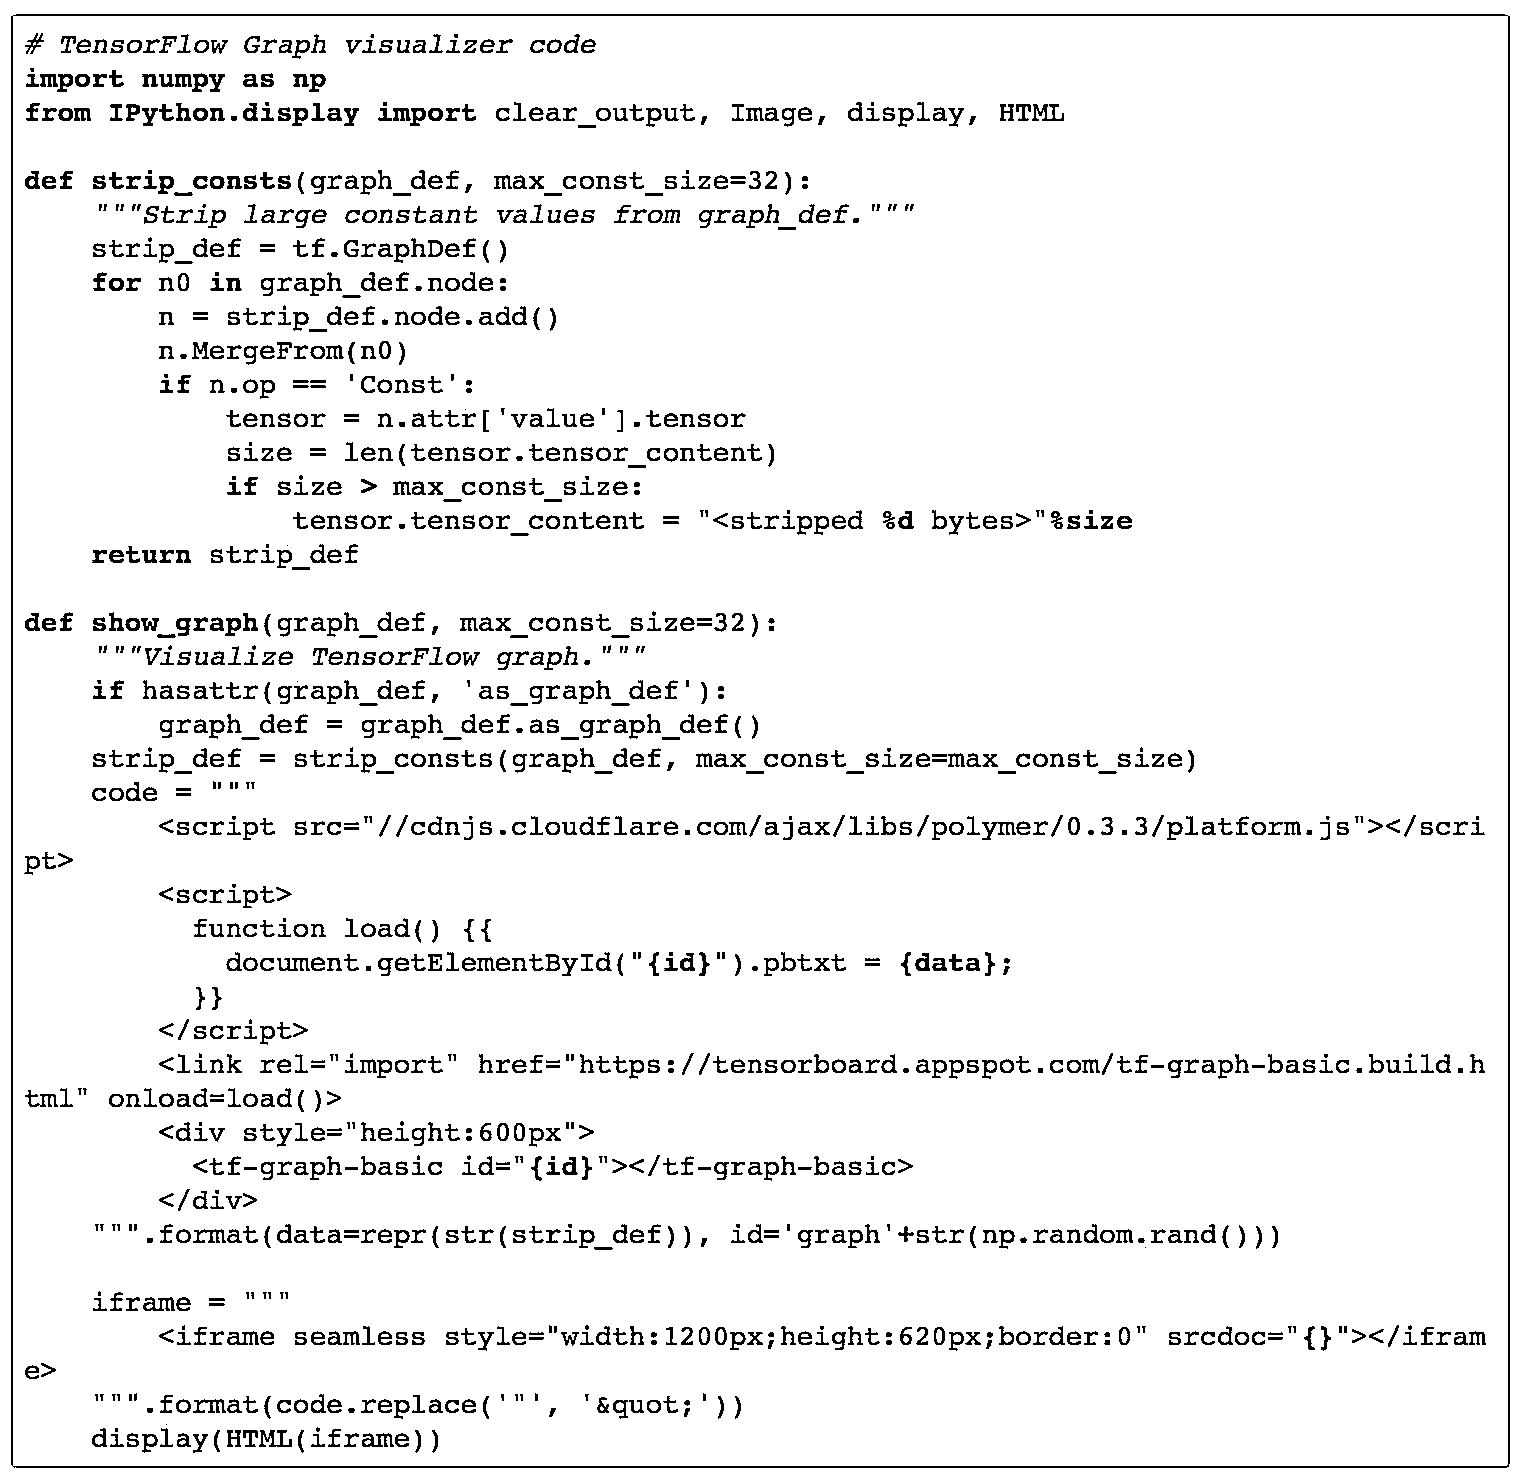 # TensorFlow Graph visualizer code
import numpy as np
from IPython.display import clear_output, Image, display, HTML

def strip_consts(graph_def, max_const_size=32):
    """Strip large constant values from graph_def."""
    strip_def = tf.GraphDef()
    for n0 in graph_def.node:
        n = strip_def.node.add()
        n.MergeFrom(n0)
        if n.op == 'Const':
            tensor = n.attr['value'].tensor
            size = len(tensor.tensor_content)
            if size > max_const_size:
                tensor.tensor_content = "<stripped %d bytes>"%size
    return strip_def

def show_graph(graph_def, max_const_size=32):
    """Visualize TensorFlow graph."""
    if hasattr(graph_def, 'as_graph_def'):
        graph_def = graph_def.as_graph_def()
    strip_def = strip_consts(graph_def, max_const_size=max_const_size)
    code = """
        <script src="//cdnjs.cloudflare.com/ajax/libs/polymer/0.3.3/platform.js"></scri
pt>
        <script>
          function load() {{
            document.getElementById("{id}").pbtxt = {data};
          }}
        </script>
        <link rel="import" href="https://tensorboard.appspot.com/tf-graph-basic.build.h
tml" onload=load()>
        <div style="height:600px">
          <tf-graph-basic id="{id}"></tf-graph-basic>
        </div>
    """.format(data=repr(str(strip_def)), id='graph'+str(np.random.rand()))

    iframe = """
        <iframe seamless style="width:1200px;height:620px;border:0" srcdoc="{}"></ifram
e>
    """.format(code.replace('"', '&quot;'))
    display(HTML(iframe))